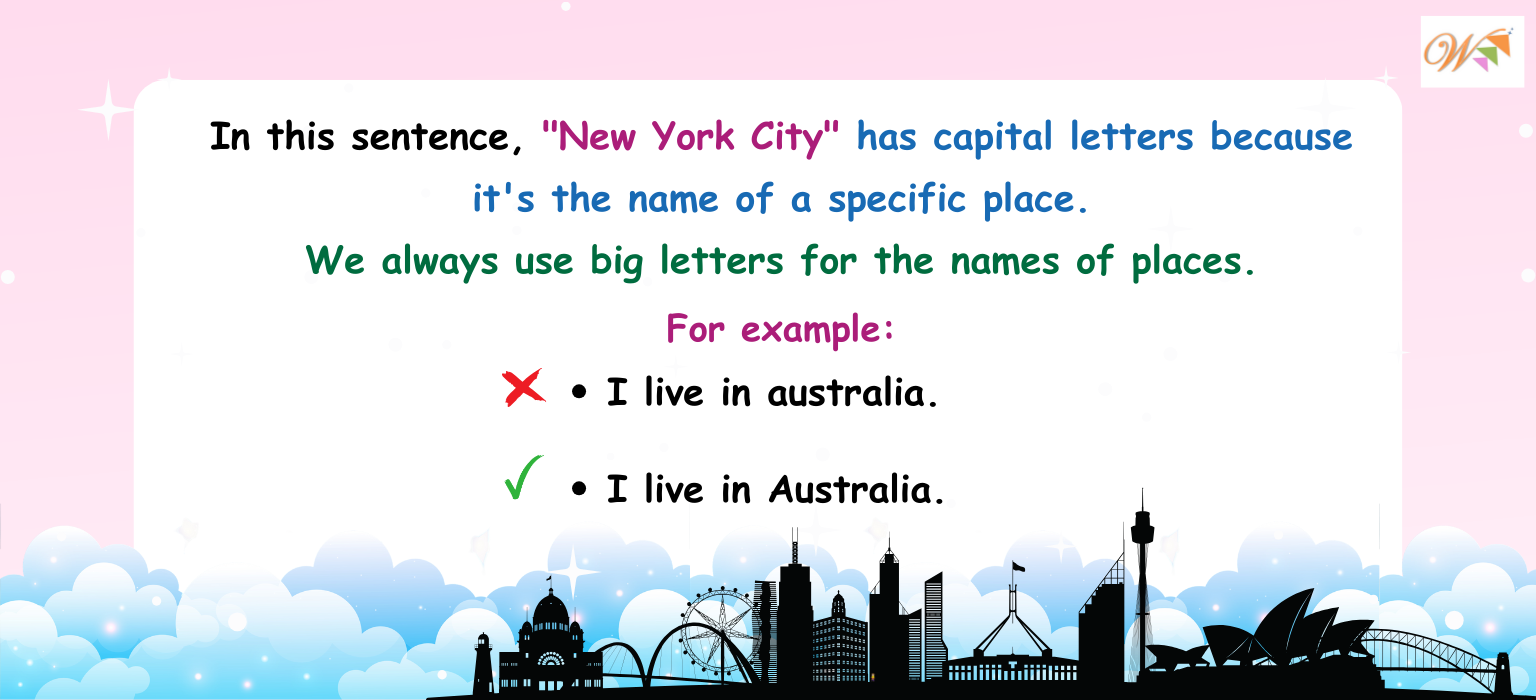 In this sentence, "New York City" has capital letters because
it's the name of a specific place.
We always use big letters for the names of places.
For example:
• I live in australia.
• I live in Australia.